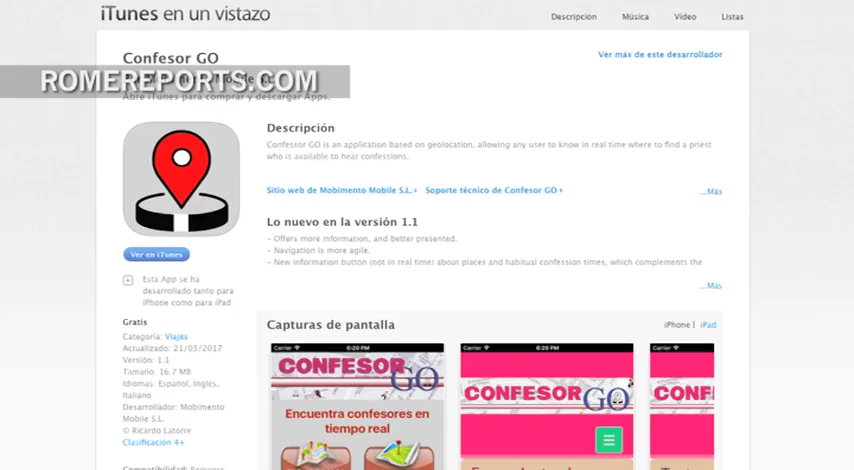 iTunes en un vistazo
Descripción
Música
Vídeo
Listas
Confesor GO
Ver más de este desarrollador
ROMEREPORTS.COM
Abre iTunes para comprar y descargar Apps.
Descripción
Confessor GO is an application based on geolocation, allowing any user to know in real time where to find a priest
who is available to hear confessions.
Sitio web de Mobimento Mobile S.L.
Soporte técnico de Confesor GO
...Más
Lo nuevo en la versión 1.1
- Offers more information, and better presented.
- Navigation is more agile.
- New information button (not in real time) about places and habitual confession times, which complements the
...Más
Ver en iTunes
Esta App se ha
desarrollado tanto para
iPhone como para iPad
Gratis
Categoría: Viajes
Actualizado: 21/03/2017
Versión: 1.1
Tamaño: 16.7 MB
Idiomas: Español, Inglés,
Italiano
Desarrollador: Mobimento
Mobile S.L.
© Ricardo Latorre
Clasificación 4+
Capturas de pantalla
iPhone | iPad
Carrier 6:20 PM
CONFESOR GO
Encuentra confesores en
tiempo real
Carrier 6:20 PM
CONFESOR GO
Carrier